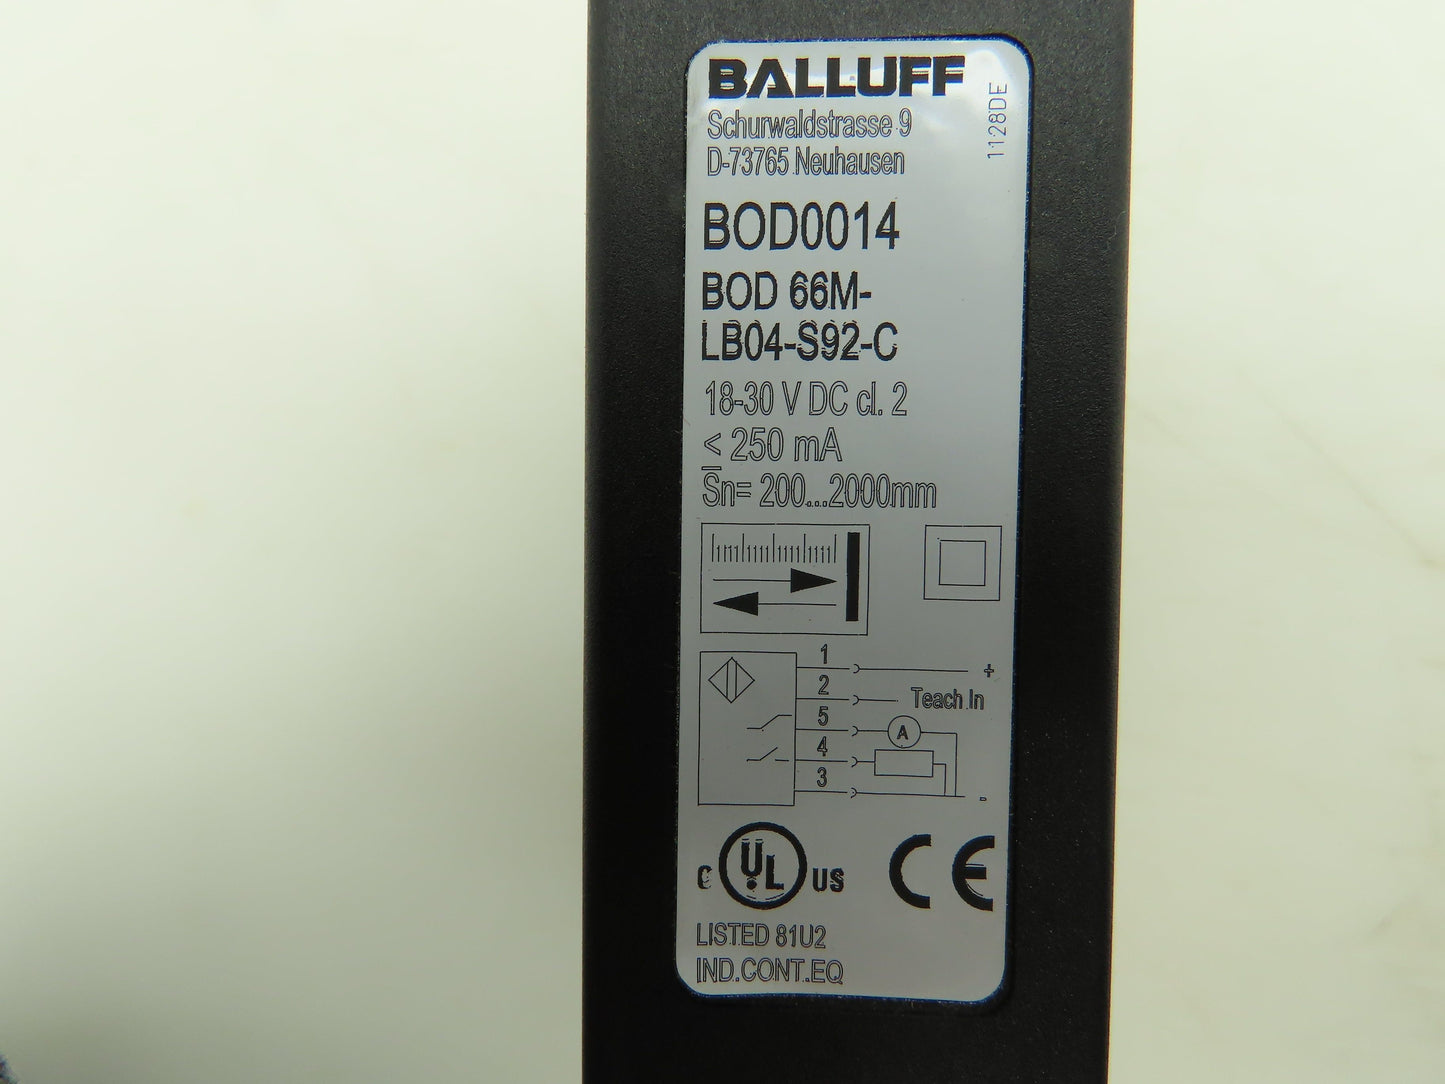 BALLUFF
Schurwaldstrasse 9
D-73765 Neuhausen
1128DE
BOD0014
BOD 66M-
LB04-S92-C
18-30 V DC cl. 2
< 250 mA
S̅n= 200...2000mm
1
+
2
Teach In
5
A
4
3
-
C UL US
CE
LISTED 81U2
IND.CONT.EQ